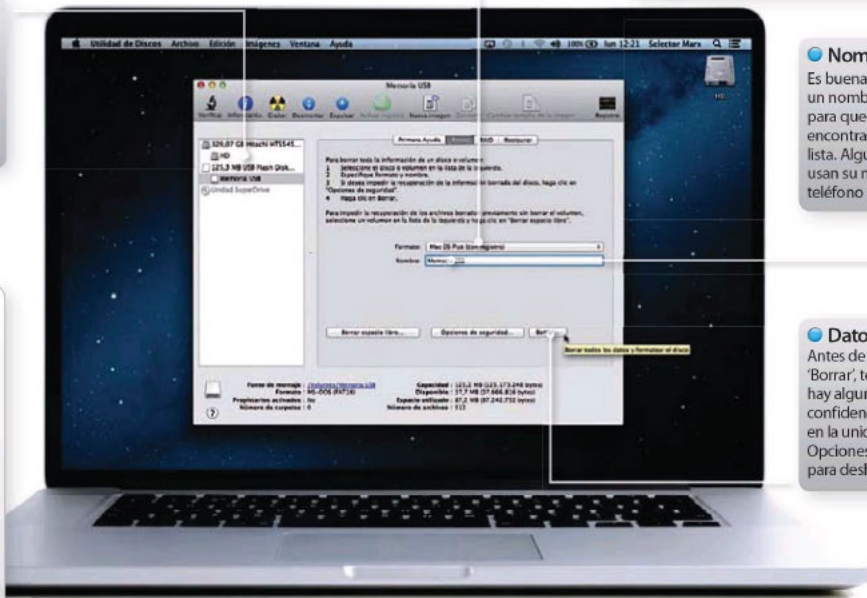 Utilidad de Discos Archivo Edición Imágenes Ventana Ayuda
100% lun 12:21 Selector Marx
HD
Memoria USB
Verificar Información Grabar Desmontar Expulsar Activar registro Nueva imagen Convertir Cambiar tamaño de la imagen Registro
320,07 GB Hitachi HTS545...
HD
125,3 MB USB Flash Disk...
Memoria USB
Unidad SuperDrive
Primera Ayuda RAID Restaurar
Para borrar toda la información de un disco o volumen:
1 Seleccione el disco o volumen en la lista de la izquierda.
2 Especifique formato y nombre.
3 Si desea impedir la recuperación de la información borrada del disco, haga clic en
"Opciones de seguridad".
4 Haga clic en Borrar.
Para impedir la recuperación de los archivos borrados previamente sin borrar el volumen,
seleccione un volumen en la lista de la izquierda y haga clic en "Borrar espacio libre".
Formato: Mac OS Plus (con registro)
Nombre: Memoria USB
Borrar espacio libre... Opciones de seguridad... Borrar...
Borrar todos los datos y formatear el disco
Punto de montaje : /Volumes/Memoria USB
Formato : MS-DOS (FAT16)
Propietarios activados : No
Número de carpetas : 0
Capacidad : 125,2 MB (125.173.248 bytes)
Disponible : 37,7 MB
Espacio utilizado : 87,2 MB (87.242.752 bytes)
Número de archivos : 512
Nom
Es buena
un nomb
para que
encontra
lista. Algu
usan su n
teléfono
Dato
Antes de
'Borrar', te
hay algun
confiden
en la unid
Opciones
para desh